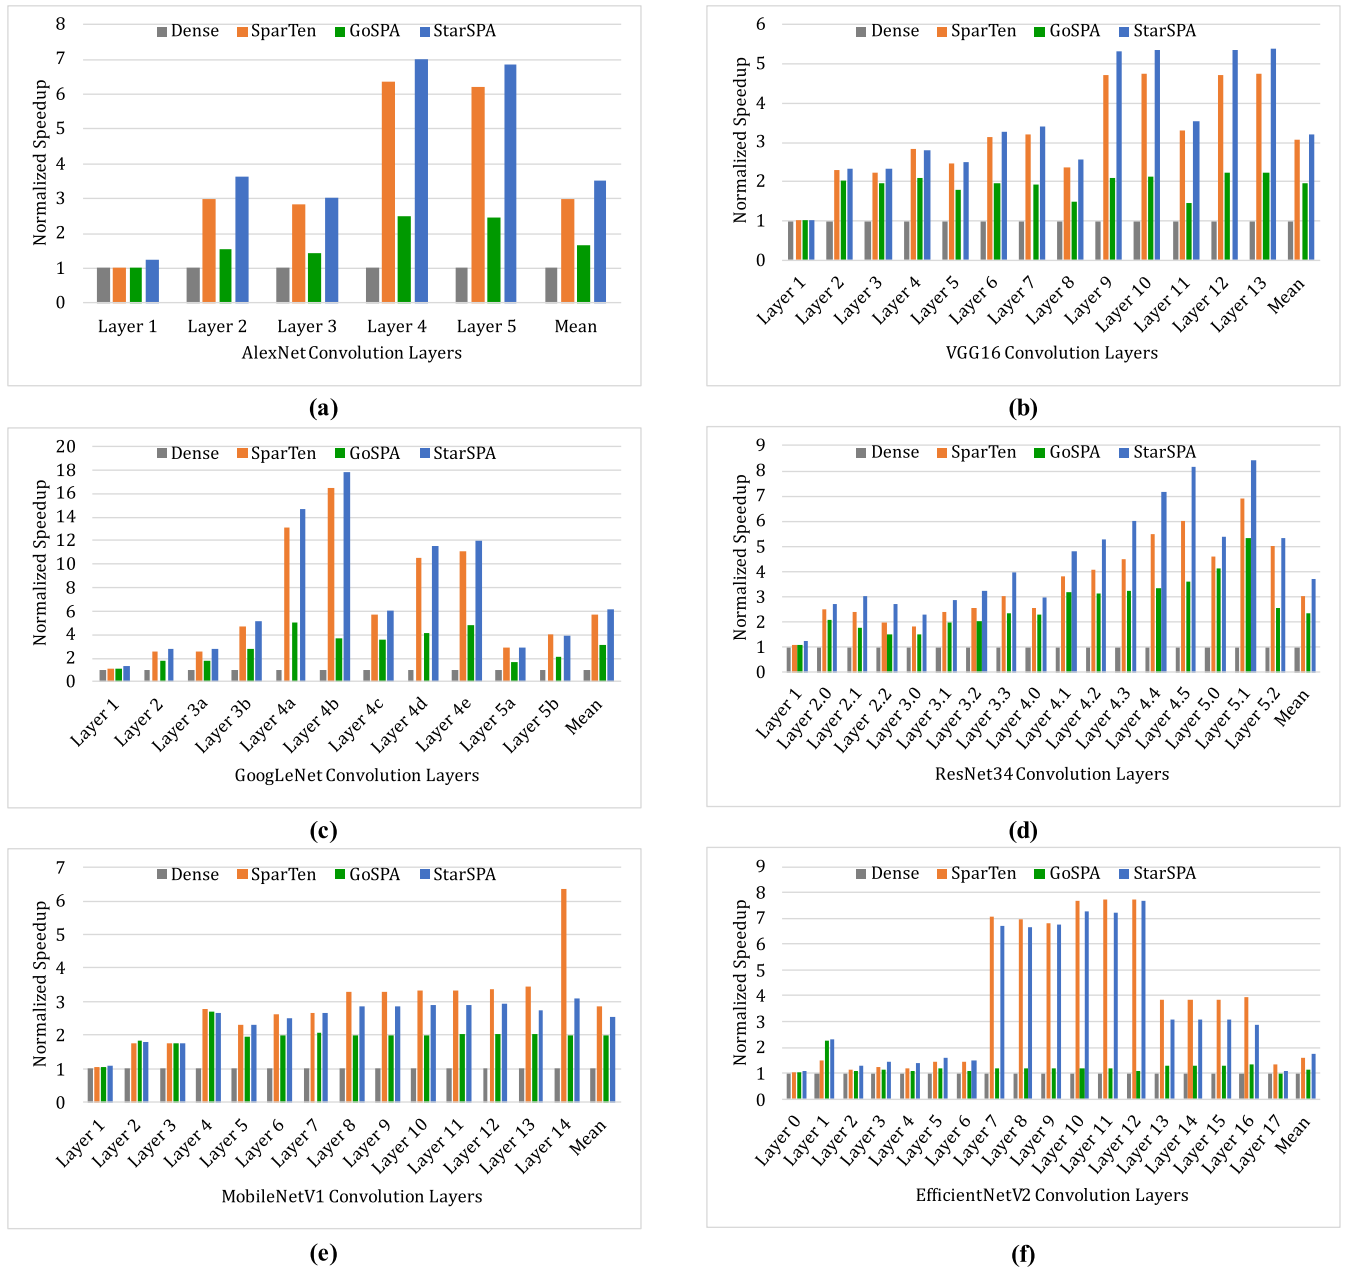 8
7
6
5
4
3
2
1
0
Normalized Speedup
Dense SparTen GoSPA StarSPA
Layer 1 Layer 2 Layer 3 Layer 4 Layer 5 Mean
AlexNet Convolution Layers
(a)
6
5
4
3
2
1
0
Normalized Speedup
Dense SparTen GoSPA StarSPA
Layer 1 Layer 2 Layer 3 Layer 4 Layer 5 Layer 6 Layer 7 Layer 8 Layer 9 Layer 10 Layer 11 Layer 12 Layer 13 Mean
VGG16 Convolution Layers
(b)
20
18
16
14
12
10
8
6
4
2
0
Normalized Speedup
Dense SparTen GoSPA StarSPA
Layer 1 Layer 2 Layer 3a Layer 3b Layer 4a Layer 4b Layer 4c Layer 4d Layer 4e Layer 5a Layer 5b Mean
GoogLeNet Convolution Layers
(c)
9
8
7
6
5
4
3
2
1
0
Normalized Speedup
Dense SparTen GoSPA StarSPA
Layer 1 Layer 2.0 Layer 2.1 Layer 2.2 Layer 3.0 Layer 3.1 Layer 3.2 Layer 3.3 Layer 4.0 Layer 4.1 Layer 4.2 Layer 4.3 Layer 4.4 Layer 4.5 Layer 5.0 Layer 5.1 Layer 5.2 Mean
ResNet34 Convolution Layers
(d)
7
6
5
4
3
2
1
0
Normalized Speedup
Dense SparTen GoSPA StarSPA
Layer 1 Layer 2 Layer 3 Layer 4 Layer 5 Layer 6 Layer 7 Layer 8 Layer 9 Layer 10 Layer 11 Layer 12 Layer 13 Layer 14 Mean
MobileNetV1 Convolution Layers
(e)
9
8
7
6
5
4
3
2
1
0
Normalized Speedup
Dense SparTen GoSPA StarSPA
Layer 0 Layer 1 Layer 2 Layer 3 Layer 4 Layer 5 Layer 6 Layer 7 Layer 8 Layer 9 Layer 10 Layer 11 Layer 12 Layer 13 Layer 14 Layer 15 Layer 16 Layer 17 Mean
EfficientNetV2 Convolution Layers
(f)